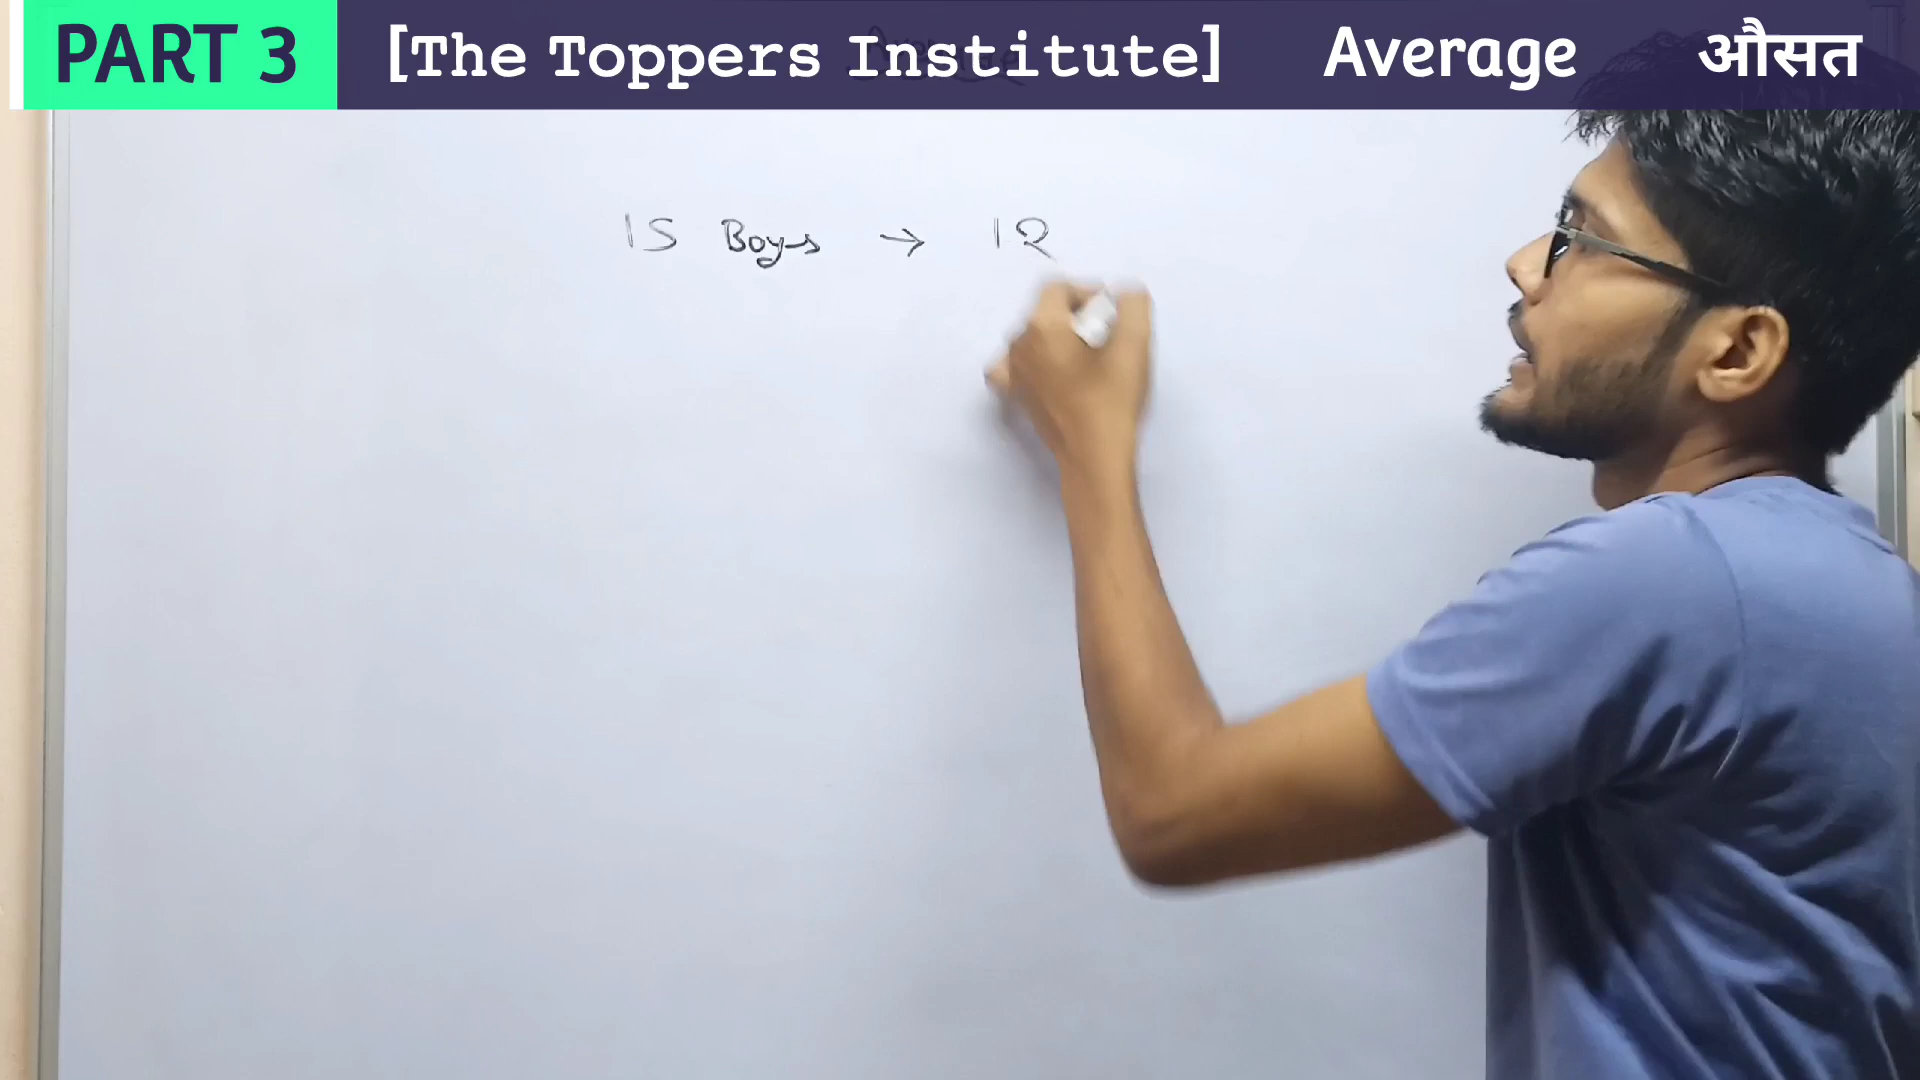 PART 3 [The Toppers Institute] Average औसत
15 Boys → 12